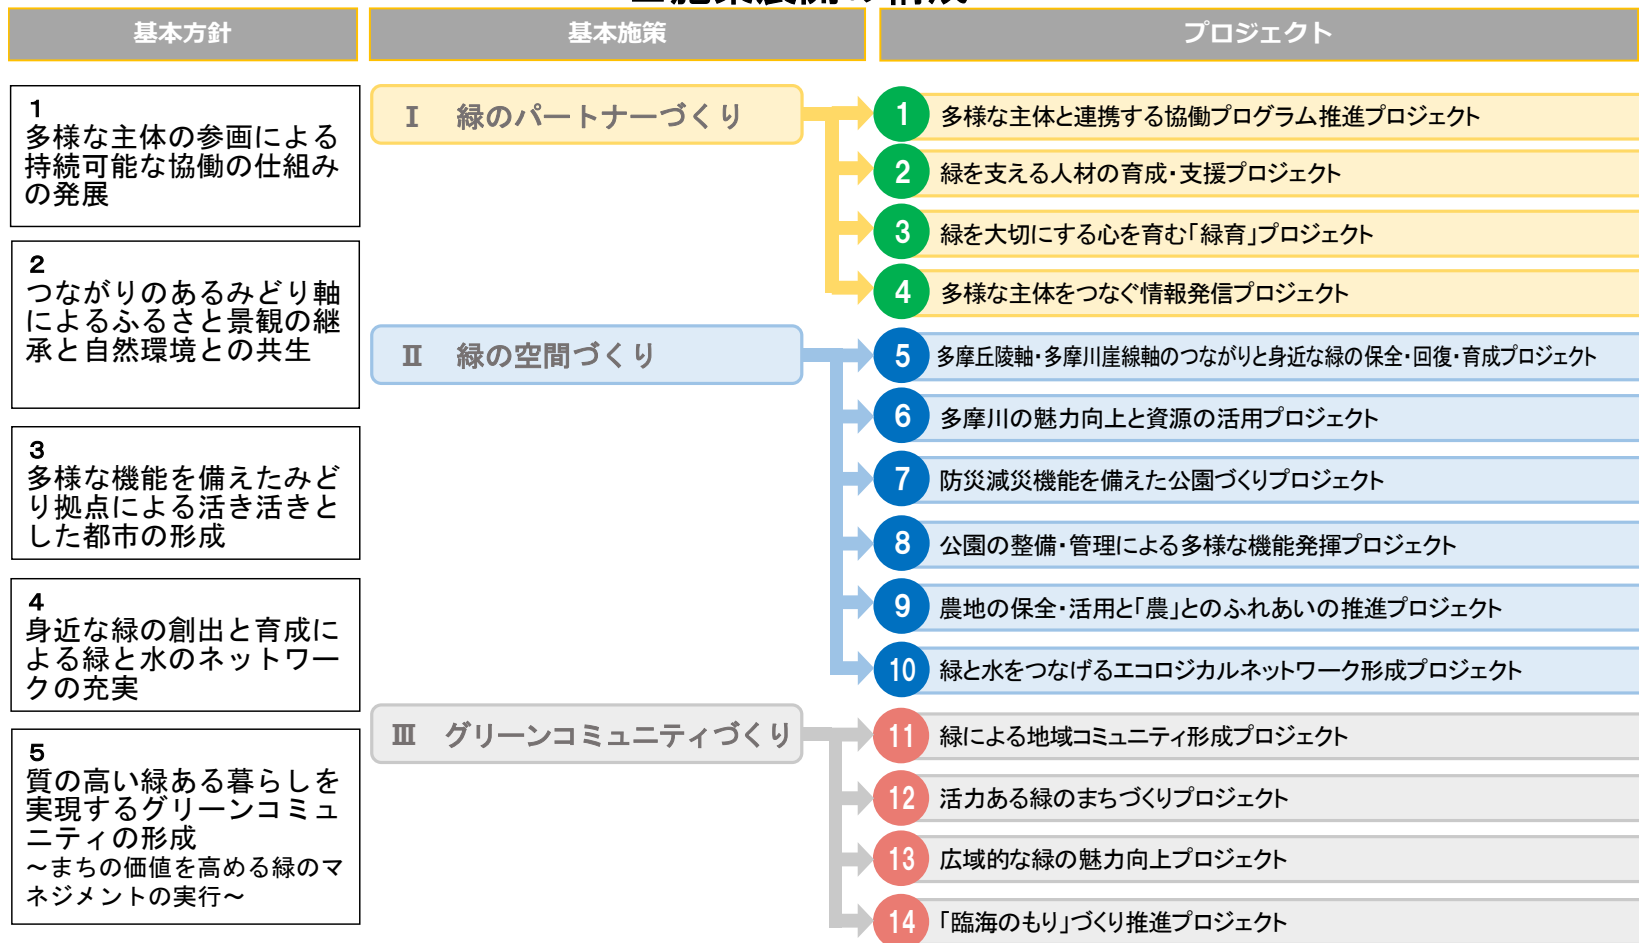 基本方針
基本施策
プロジェクト
1
多様な主体の参画による
持続可能な協働の仕組み
の発展
2
つながりのあるみどり軸
によるふるさと景観の継
承と自然環境との共生
3
多様な機能を備えたみど
り拠点による活き活きと
した都市の形成
4
身近な緑の創出と育成に
よる緑と水のネットワー
クの充実
5
質の高い緑ある暮らしを
実現するグリーンコミュ
ニティの形成
～まちの価値を高める緑のマ
ネジメントの実行～
Ⅰ 緑のパートナーづくり
1 多様な主体と連携する協働プログラム推進プロジェクト
2 緑を支える人材の育成・支援プロジェクト
3 緑を大切にする心を育む「緑育」プロジェクト
4 多様な主体をつなぐ情報発信プロジェクト
Ⅱ 緑の空間づくり
5 多摩丘陵軸・多摩川崖線軸のつながりと身近な緑の保全・回復・育成プロジェクト
6 多摩川の魅力向上と資源の活用プロジェクト
7 防災減災機能を備えた公園づくりプロジェクト
8 公園の整備・管理による多様な機能発揮プロジェクト
9 農地の保全・活用と「農」とのふれあいの推進プロジェクト
10 緑と水をつなげるエコロジカルネットワーク形成プロジェクト
Ⅲ グリーンコミュニティづくり
11 緑による地域コミュニティ形成プロジェクト
12 活力ある緑のまちづくりプロジェクト
13 広域的な緑の魅力向上プロジェクト
14 「臨海のもり」づくり推進プロジェクト